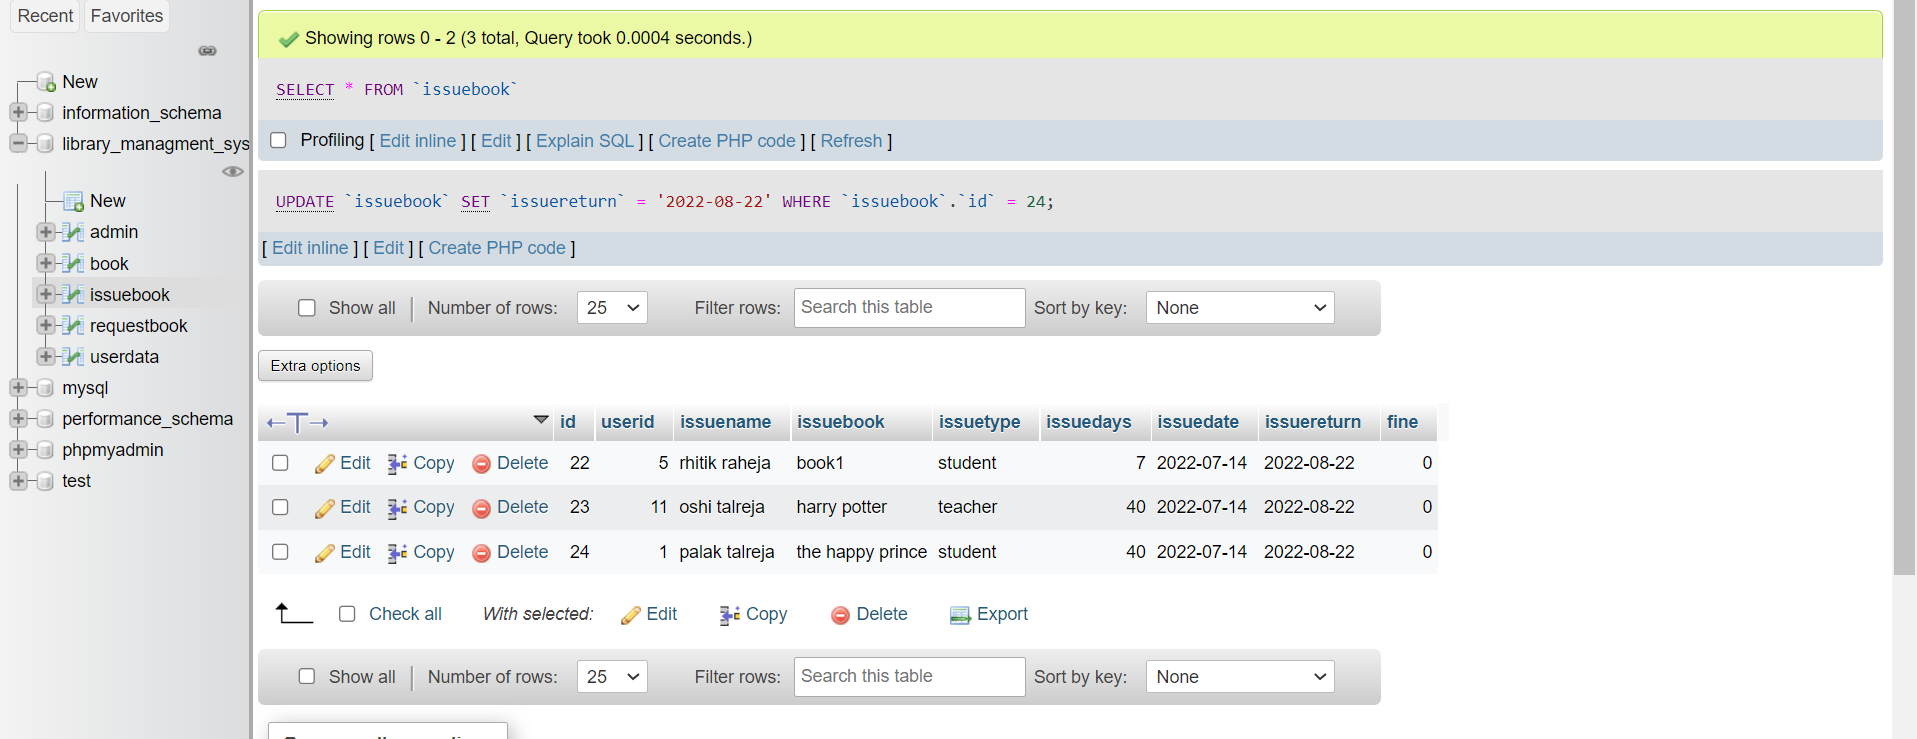 Recent Favorites
New
information_schema
library_managment_sys
New
admin
book
issuebook
requestbook
userdata
mysql
performance_schema
phpmyadmin
test
Showing rows 0 - 2 (3 total, Query took 0.0004 seconds.)
SELECT * FROM `issuebook`
Profiling [ Edit inline ] [ Edit ] [ Explain SQL ] [ Create PHP code ] [ Refresh ]
UPDATE `issuebook` SET `issuereturn` = '2022-08-22' WHERE `issuebook`.`id` = 24;
[ Edit inline ] [ Edit ] [ Create PHP code ]
Show all | Number of rows: 25 Filter rows: Search this table Sort by key: None
Extra options
←T→ id userid issuename issuebook issuetype issuedays issuedate issuereturn fine
Edit Copy Delete 22 5 rhitik raheja book1 student 7 2022-07-14 2022-08-22 0
Edit Copy Delete 23 11 oshi talreja harry potter teacher 40 2022-07-14 2022-08-22 0
Edit Copy Delete 24 1 palak talreja the happy prince student 40 2022-07-14 2022-08-22 0
Check all With selected: Edit Copy Delete Export
Show all | Number of rows: 25 Filter rows: Search this table Sort by key: None